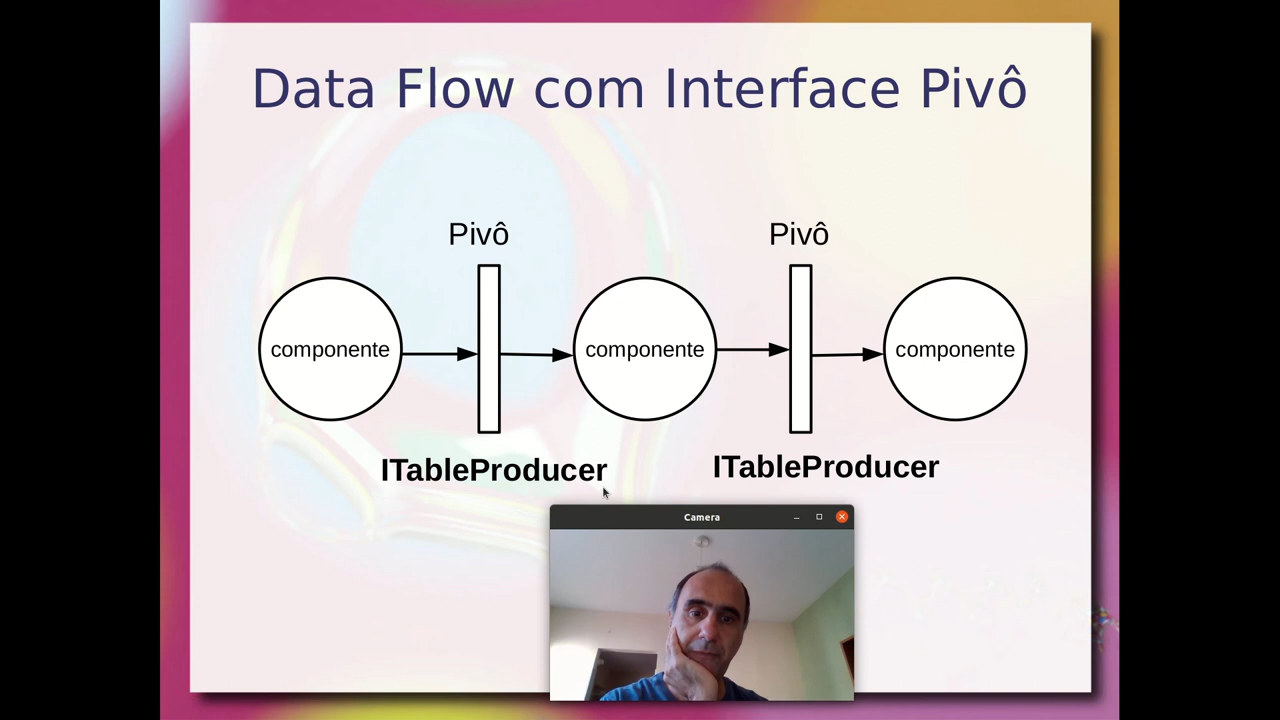 Data Flow com Interface Pivô
Pivô
Pivô
componente
componente
componente
ITableProducer
ITableProducer
Camera